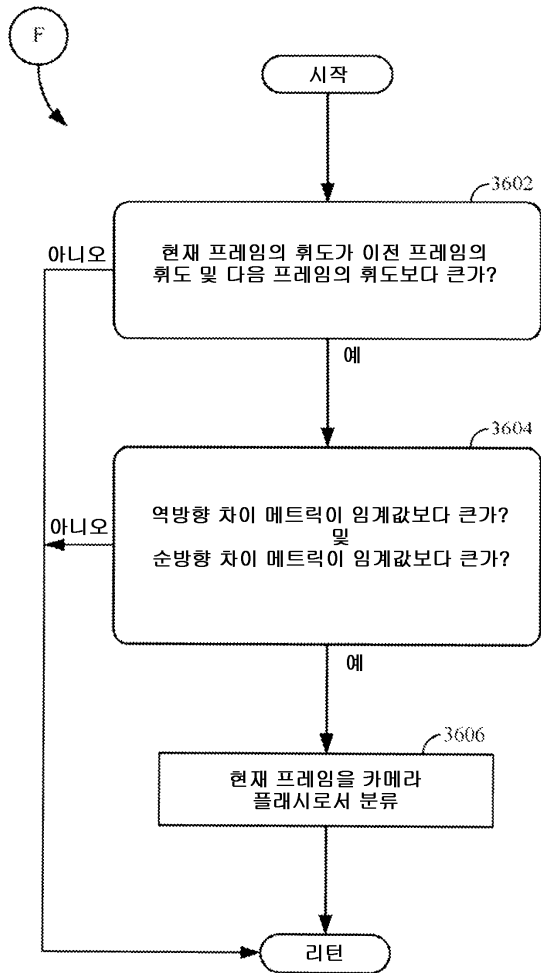 F
시작
3602
현재 프레임의 휘도가 이전 프레임의
휘도 및 다음 프레임의 휘도보다 큰가?
아니오
예
3604
역방향 차이 메트릭이 임계값보다 큰가?
및
순방향 차이 메트릭이 임계값보다 큰가?
아니오
예
3606
현재 프레임을 카메라
플래시로서 분류
리턴